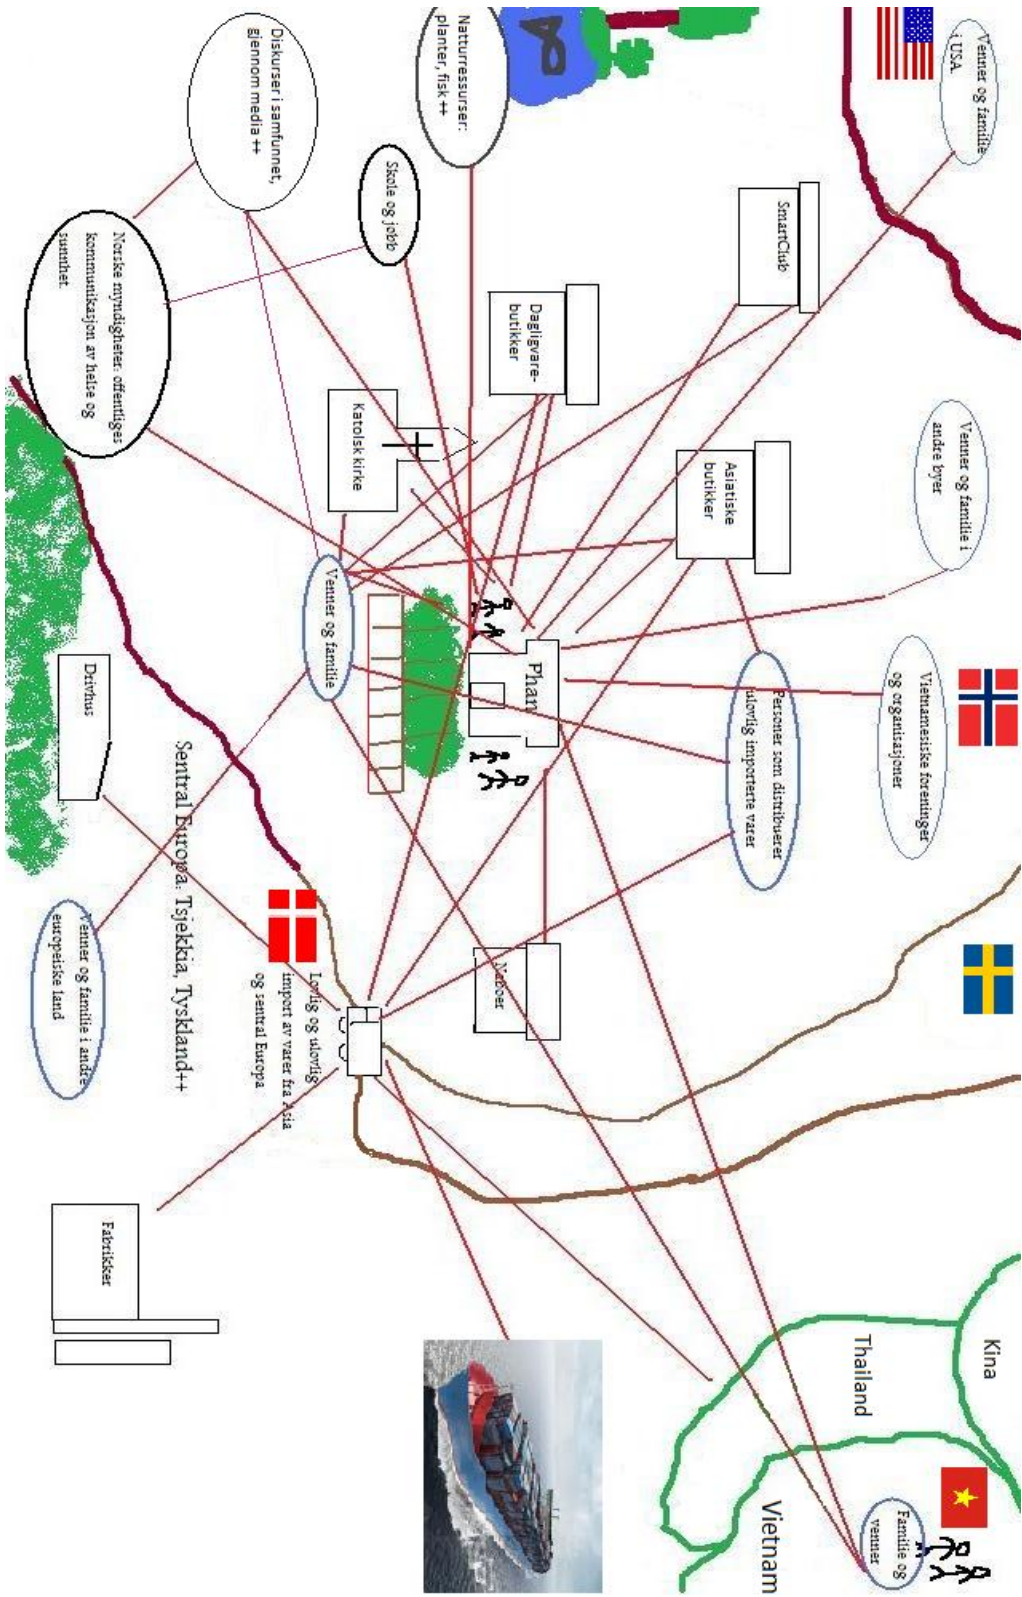 Venner og familie
i USA
Venner og familie i
andre byer
Kina
Vietnamesiske foreninger
og organisasjoner
Familie og
venner
Thailand
SmartClub
Asiatiske
butikker
Personer som distribuerer
ulovlig importerte varer
Vietnam
Dagligvare-
butikker
Phan
Naboer
Natturressurser:
planter, fisk ++
Skole og jobb
Katolsk kirke
Venner og familie
Lovlig og ulovlig
import av varer fra Asia
og sentral Europa
Diskurser i samfunnet,
gjennom media ++
Sentral Europa. Tsjekkia, Tyskland++
Norske myndigheter: offentliges
kommunikasjon av helse og
sunnhet.
Drivhus
Venner og familie i andre
europeiske land
Fabrikker